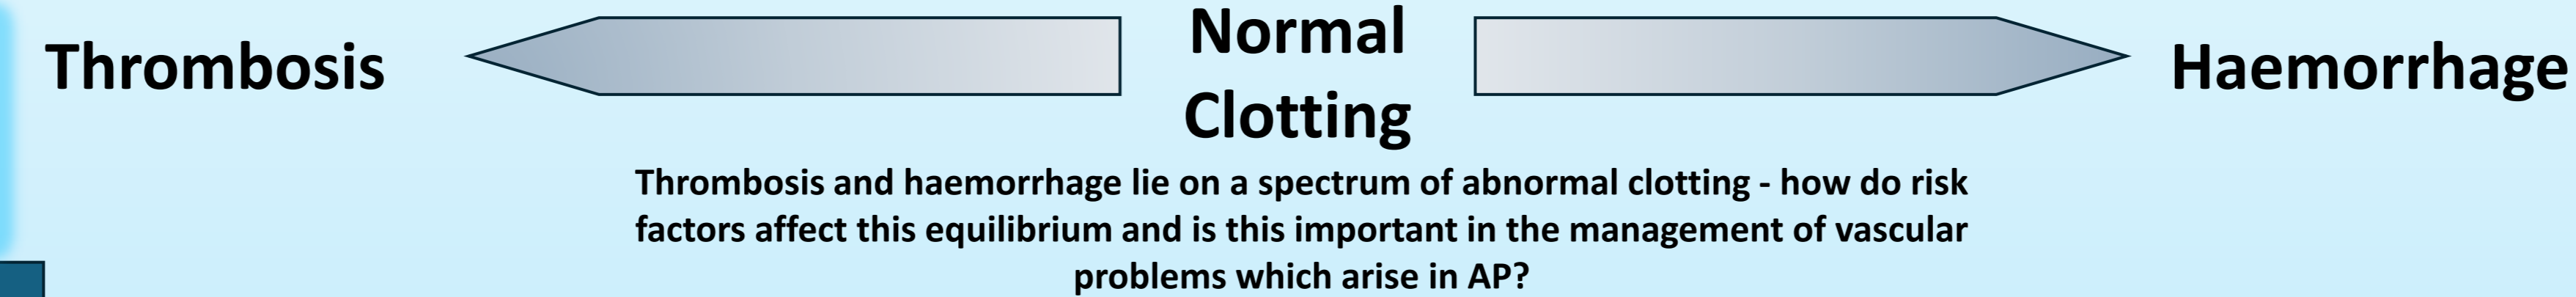 Thrombosis
Normal
Clotting
Haemorrhage
Thrombosis and haemorrhage lie on a spectrum of abnormal clotting - how do risk
factors affect this equilibrium and is this important in the management of vascular
problems which arise in AP?